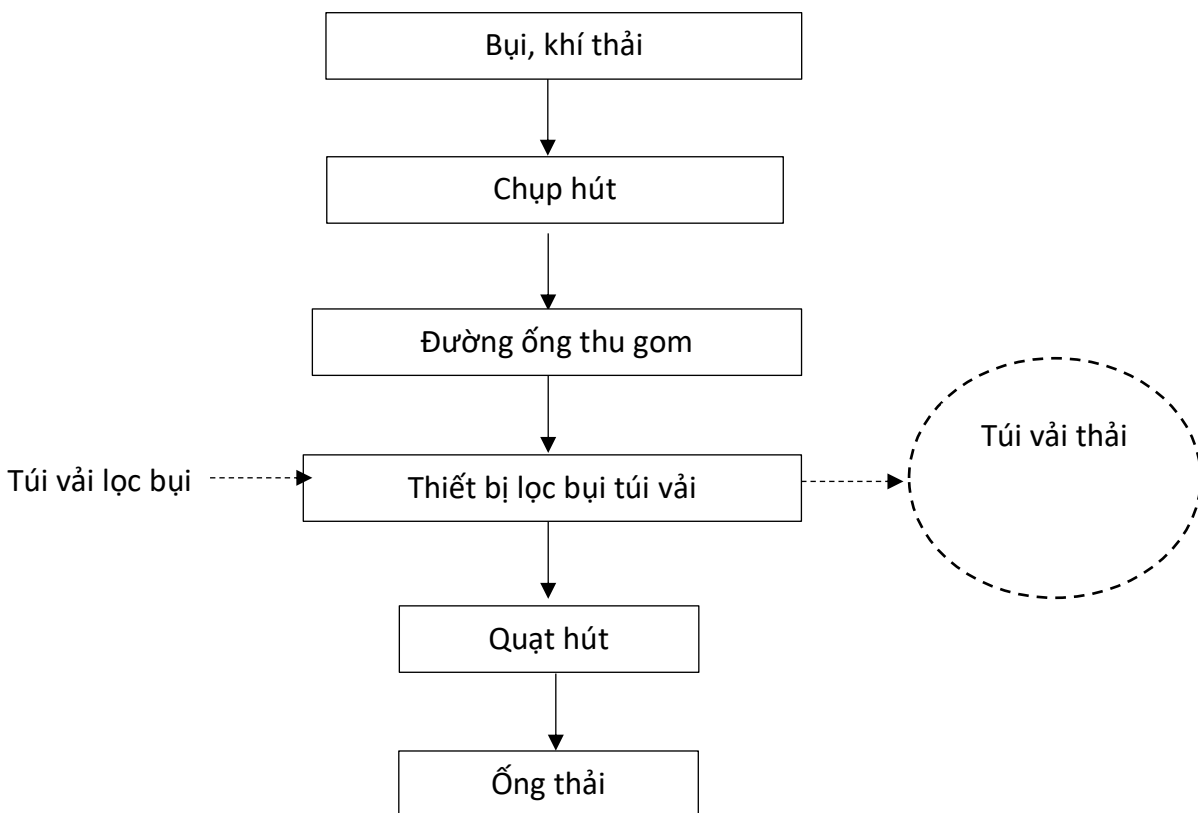 Bụi, khí thải
Chụp hút
Đường ống thu gom
Túi vải thải
Túi vải lọc bụi
Thiết bị lọc bụi túi vải
Quạt hút
Ống thải